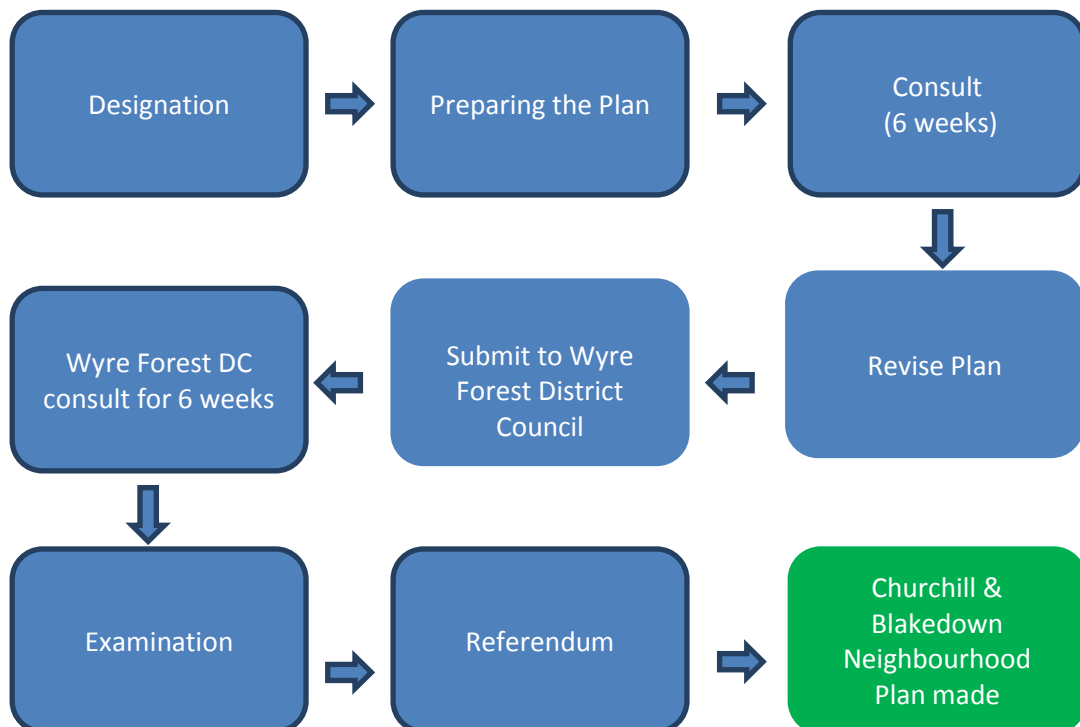 Designation
Preparing the Plan
Consult
(6 weeks)
Revise Plan
Submit to Wyre
Forest District
Council
Wyre Forest DC
consult for 6 weeks
Examination
Referendum
Churchill &
Blakedown
Neighbourhood
Plan made